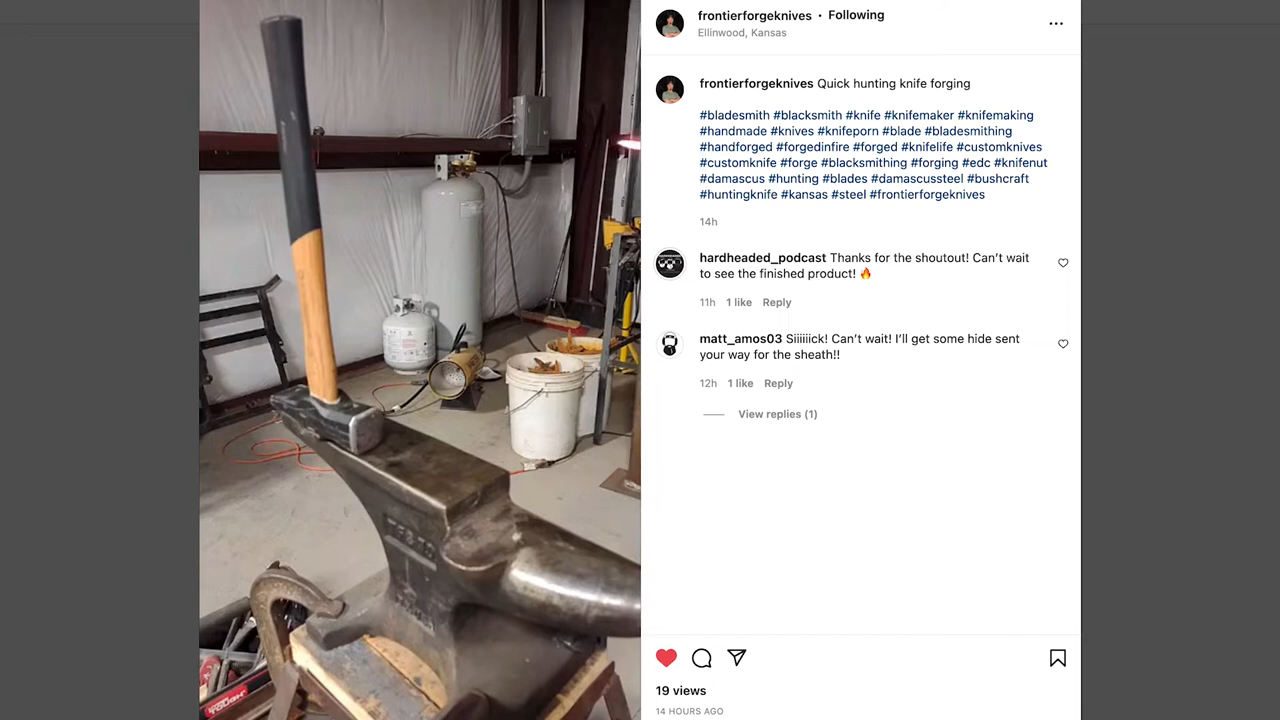 frontierforgeknives • Following
Ellinwood, Kansas
frontierforgeknives Quick hunting knife forging
#bladesmith #blacksmith #knife #knifemaker #knifemaking
#handmade #knives #knifeporn #blade #bladesmithing
#handforged #forgedinfire #forged #knifelife #customknives
#customknife #forge #blacksmithing #forging #edc #knifenut
#damascus #hunting #blades #damascussteel #bushcraft
#huntingknife #kansas #steel #frontierforgeknives
14h
hardheaded_podcast Thanks for the shoutout! Can't wait
to see the finished product! 🔥
11h 1 like Reply
matt_amos03 Siiiiiick! Can't wait! I'll get some hide sent
your way for the sheath!!
12h 1 like Reply
View replies (1)
19 views
14 HOURS AGO